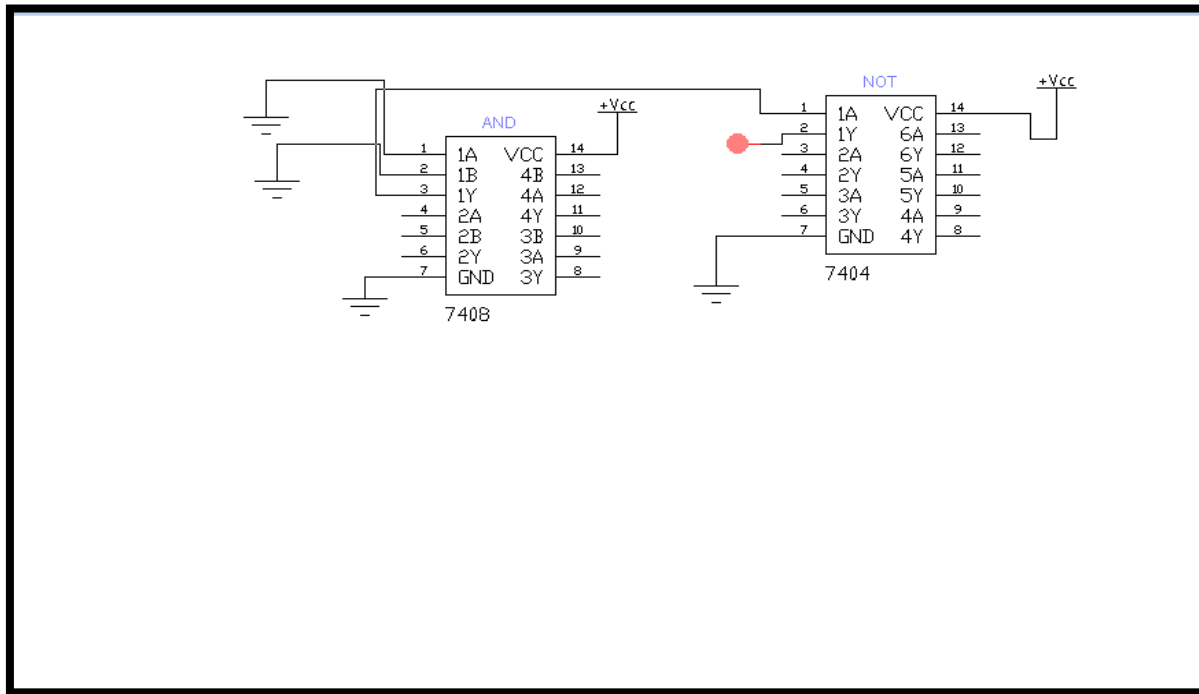 NOT
+Vcc
+Vcc
AND
1 1A VCC 14
2 1B 4B 13
3 1Y 4A 12
4 2A 4Y 11
5 2B 3B 10
6 2Y 3A 9
7 GND 3Y 8
7408
1 1A VCC 14
2 1Y 6A 13
3 2A 6Y 12
4 2Y 5A 11
5 3A 5Y 10
6 3Y 4A 9
7 GND 4Y 8
7404